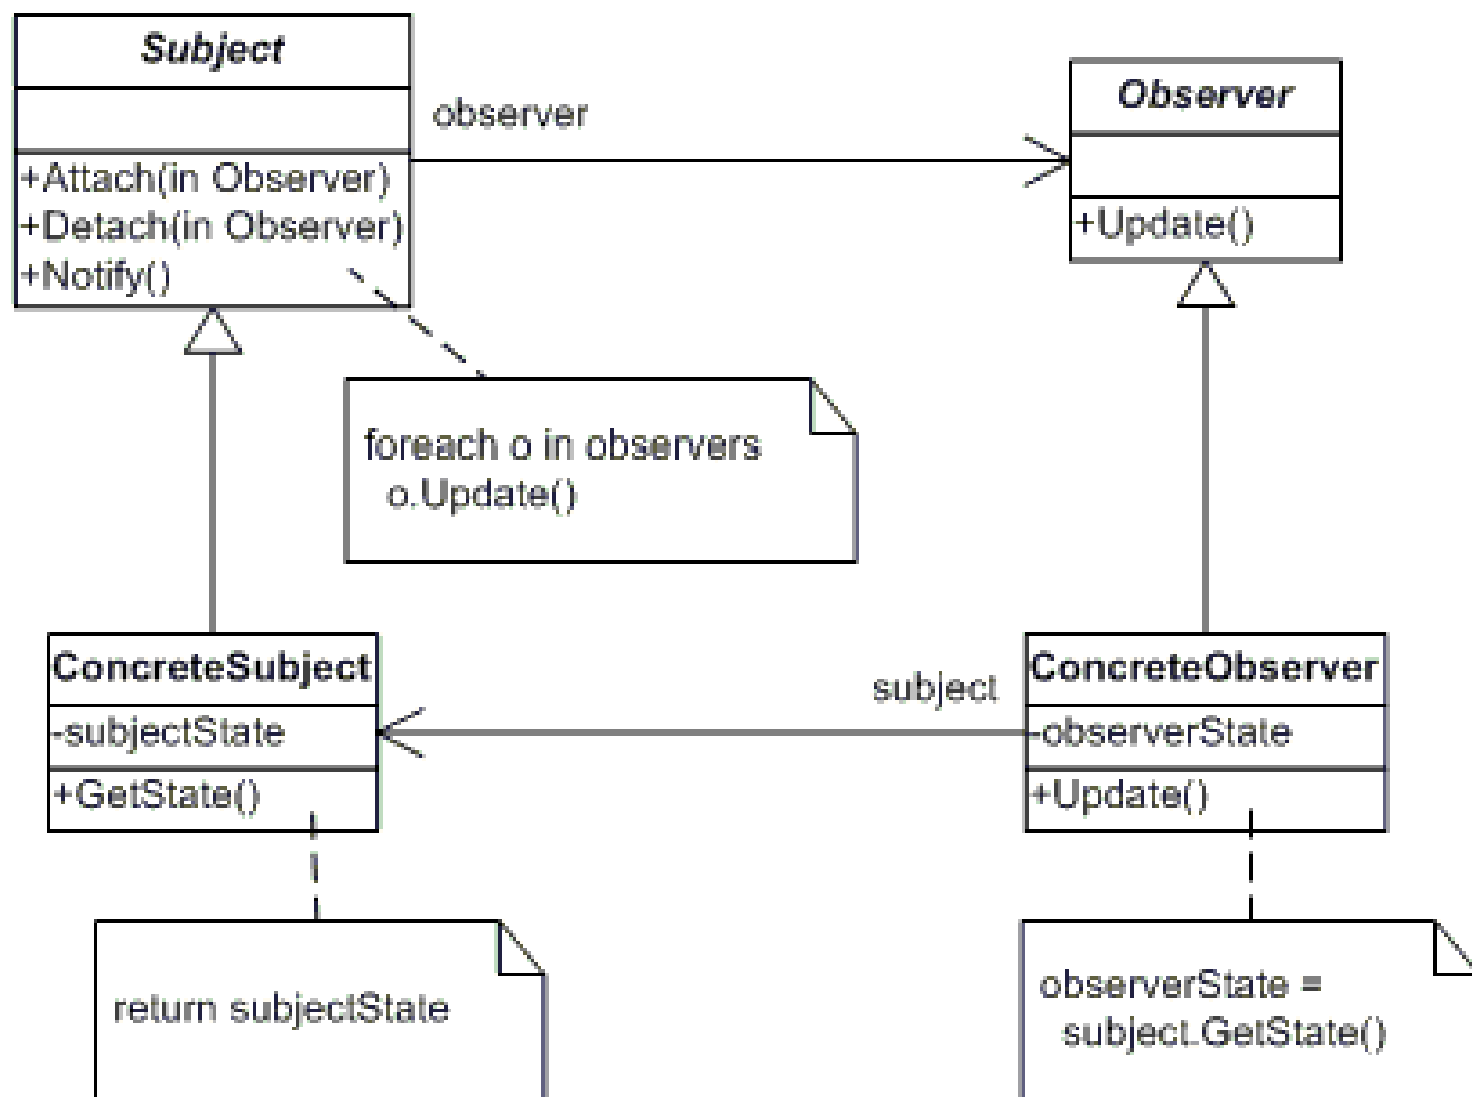 Subject
+Attach(in Observer)
+Detach(in Observer)
+Notify()
observer
Observer
+Update()
foreach o in observers
o.Update()
ConcreteSubject
-subjectState
+GetState()
subject
ConcreteObserver
-observerState
+Update()
return subjectState
observerState =
subject.GetState()